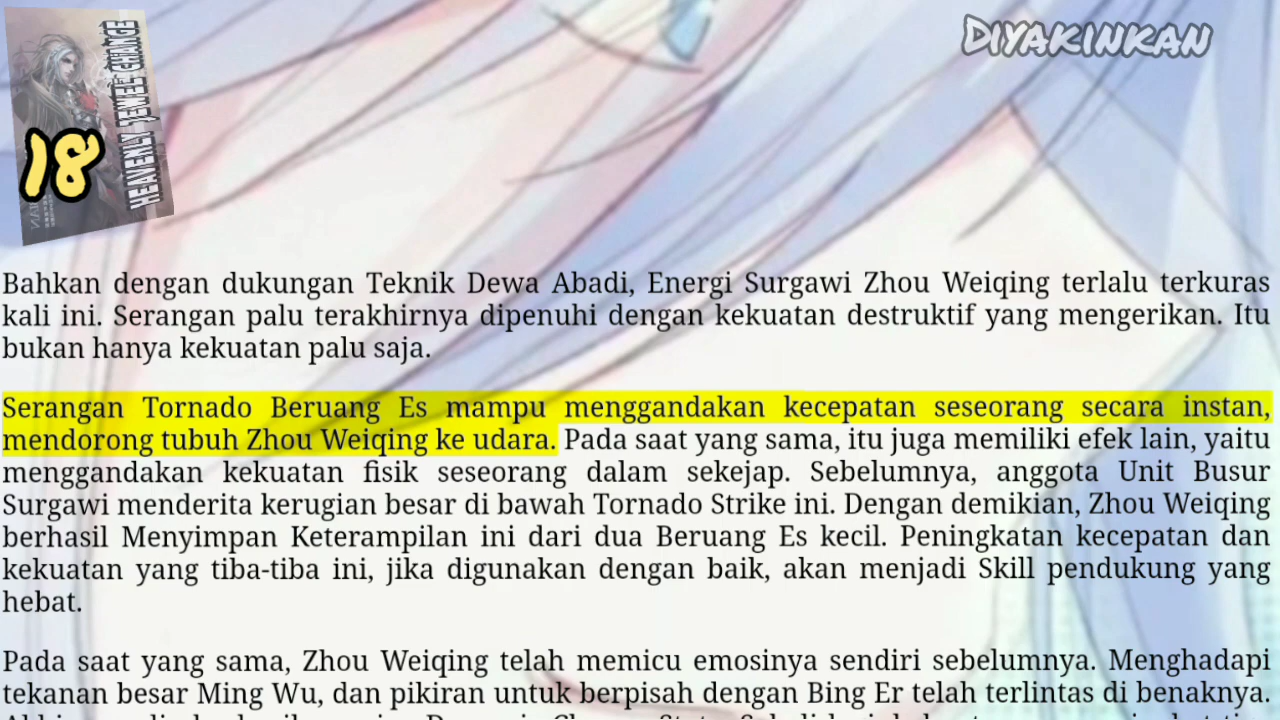 HEAVENLY JEWEL CHANGE
18
Diyakinkan
Bahkan dengan dukungan Teknik Dewa Abadi, Energi Surgawi Zhou Weiqing terlalu terkuras
kali ini. Serangan palu terakhirnya dipenuhi dengan kekuatan destruktif yang mengerikan. Itu
bukan hanya kekuatan palu saja.
Serangan Tornado Beruang Es mampu menggandakan kecepatan seseorang secara instan,
mendorong tubuh Zhou Weiqing ke udara. Pada saat yang sama, itu juga memiliki efek lain, yaitu
menggandakan kekuatan fisik seseorang dalam sekejap. Sebelumnya, anggota Unit Busur
Surgawi menderita kerugian besar di bawah Tornado Strike ini. Dengan demikian, Zhou Weiqing
berhasil Menyimpan Keterampilan ini dari dua Beruang Es kecil. Peningkatan kecepatan dan
kekuatan yang tiba-tiba ini, jika digunakan dengan baik, akan menjadi Skill pendukung yang
hebat.
Pada saat yang sama, Zhou Weiqing telah memicu emosinya sendiri sebelumnya. Menghadapi
tekanan besar Ming Wu, dan pikiran untuk berpisah dengan Bing Er telah terlintas di benaknya.